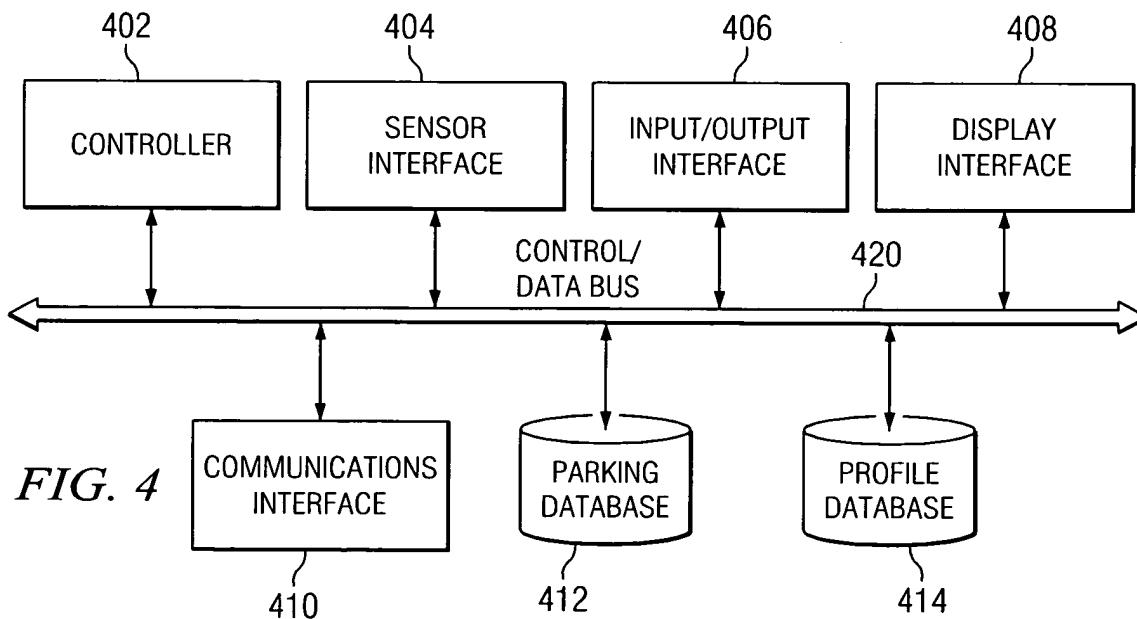 402
404
406
408
CONTROLLER
SENSOR
INTERFACE
INPUT/OUTPUT
INTERFACE
DISPLAY
INTERFACE
CONTROL/
DATA BUS
420
FIG. 4
COMMUNICATIONS
INTERFACE
PARKING
DATABASE
PROFILE
DATABASE
410
412
414